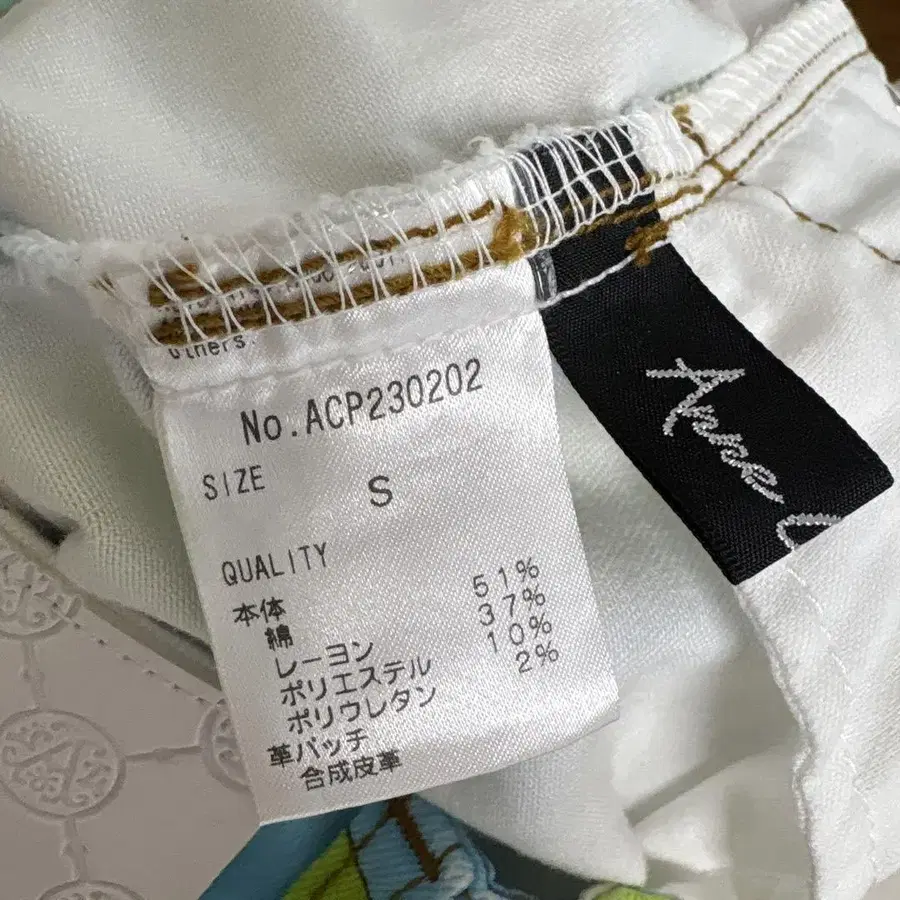 Others.
No.ACP230202
SIZE
S
QUALITY
本体
綿 51%
レーヨン 37%
ポリエステル 10%
ポリウレタン 2%
革パッチ
合成皮革
Anne